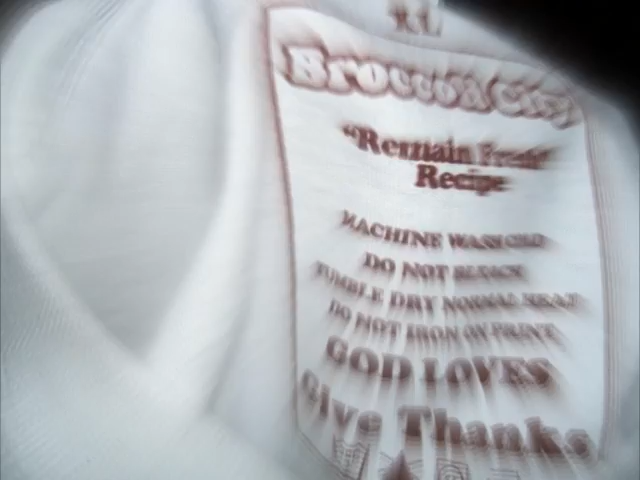 XL
Broccoli City
"Remain Fresh"
Recipe
MACHINE WASH COLD
DO NOT BLEACH
TUMBLE DRY NORMAL HEAT
DO NOT IRON ON PRINT
GOD LOVES
Give Thanks